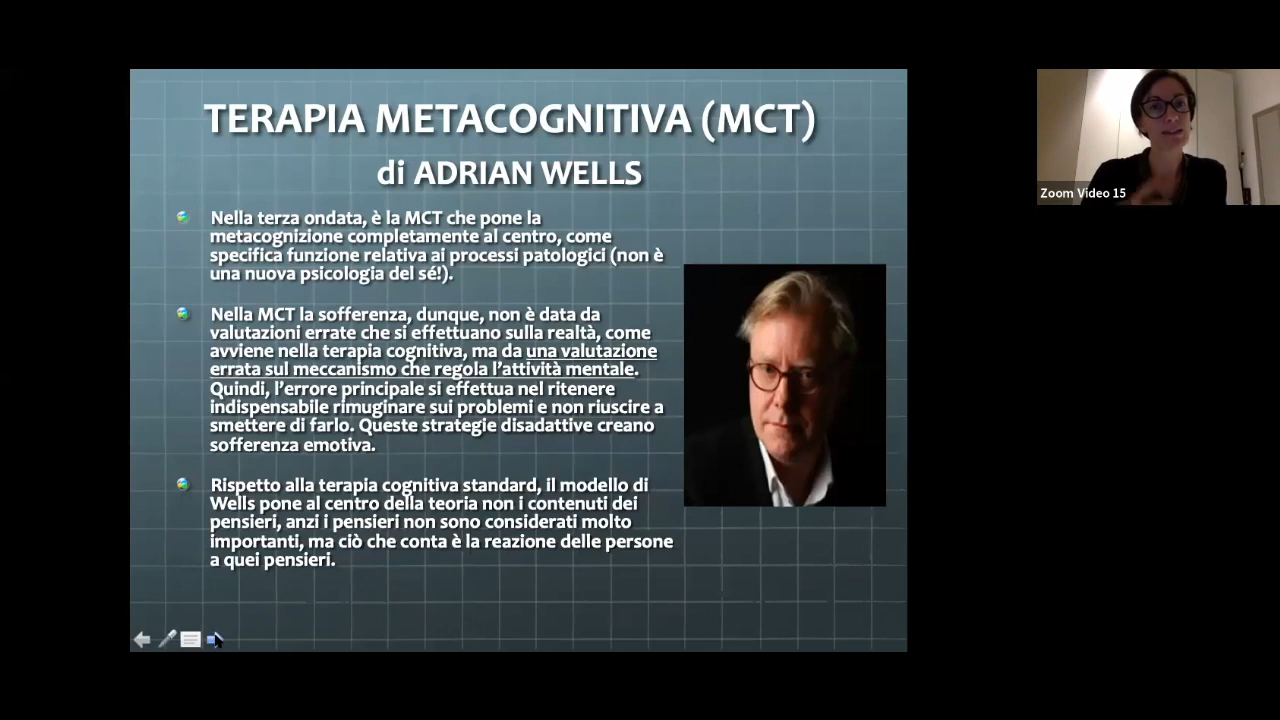 TERAPIA METACOGNITIVA (MCT)
di ADRIAN WELLS
Nella terza ondata, è la MCT che pone la
metacognizione completamente al centro, come
specifica funzione relativa ai processi patologici (non è
una nuova psicologia del sé!).
Nella MCT la sofferenza, dunque, non è data da
valutazioni errate che si effettuano sulla realtà, come
avviene nella terapia cognitiva, ma da una valutazione
errata sul meccanismo che regola l'attività mentale.
Quindi, l'errore principale si effettua nel ritenere
indispensabile rimuginare sui problemi e non riuscire a
smettere di farlo. Queste strategie disadattive creano
sofferenza emotiva.
Rispetto alla terapia cognitiva standard, il modello di
Wells pone al centro della teoria non i contenuti dei
pensieri, anzi i pensieri non sono considerati molto
importanti, ma ciò che conta è la reazione delle persone
a quei pensieri.
Zoom Video 15